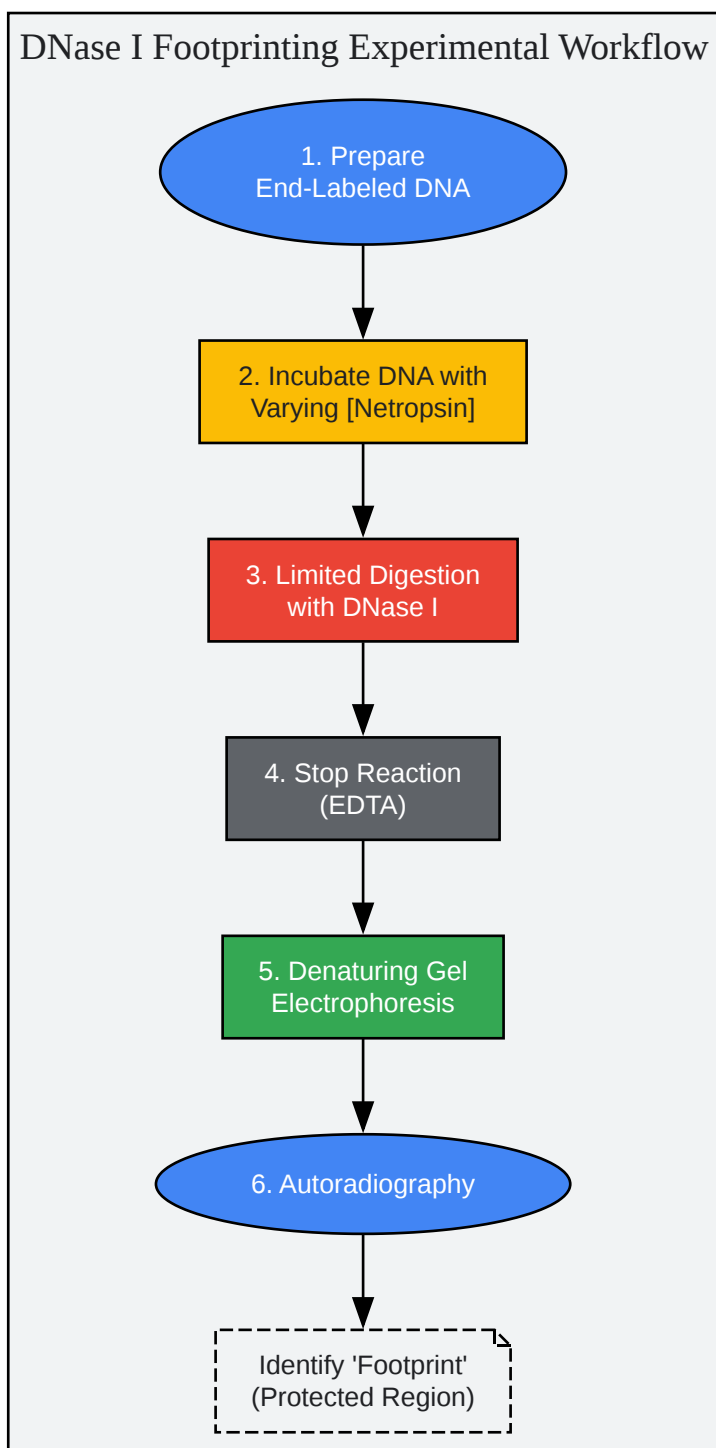 DNase I Footprinting Experimental Workflow
1. Prepare
End-Labeled DNA
2. Incubate DNA with
Varying [Netropsin]
3. Limited Digestion
with DNase I
4. Stop Reaction
(EDTA)
5. Denaturing Gel
Electrophoresis
6. Autoradiography
Identify 'Footprint'
(Protected Region)